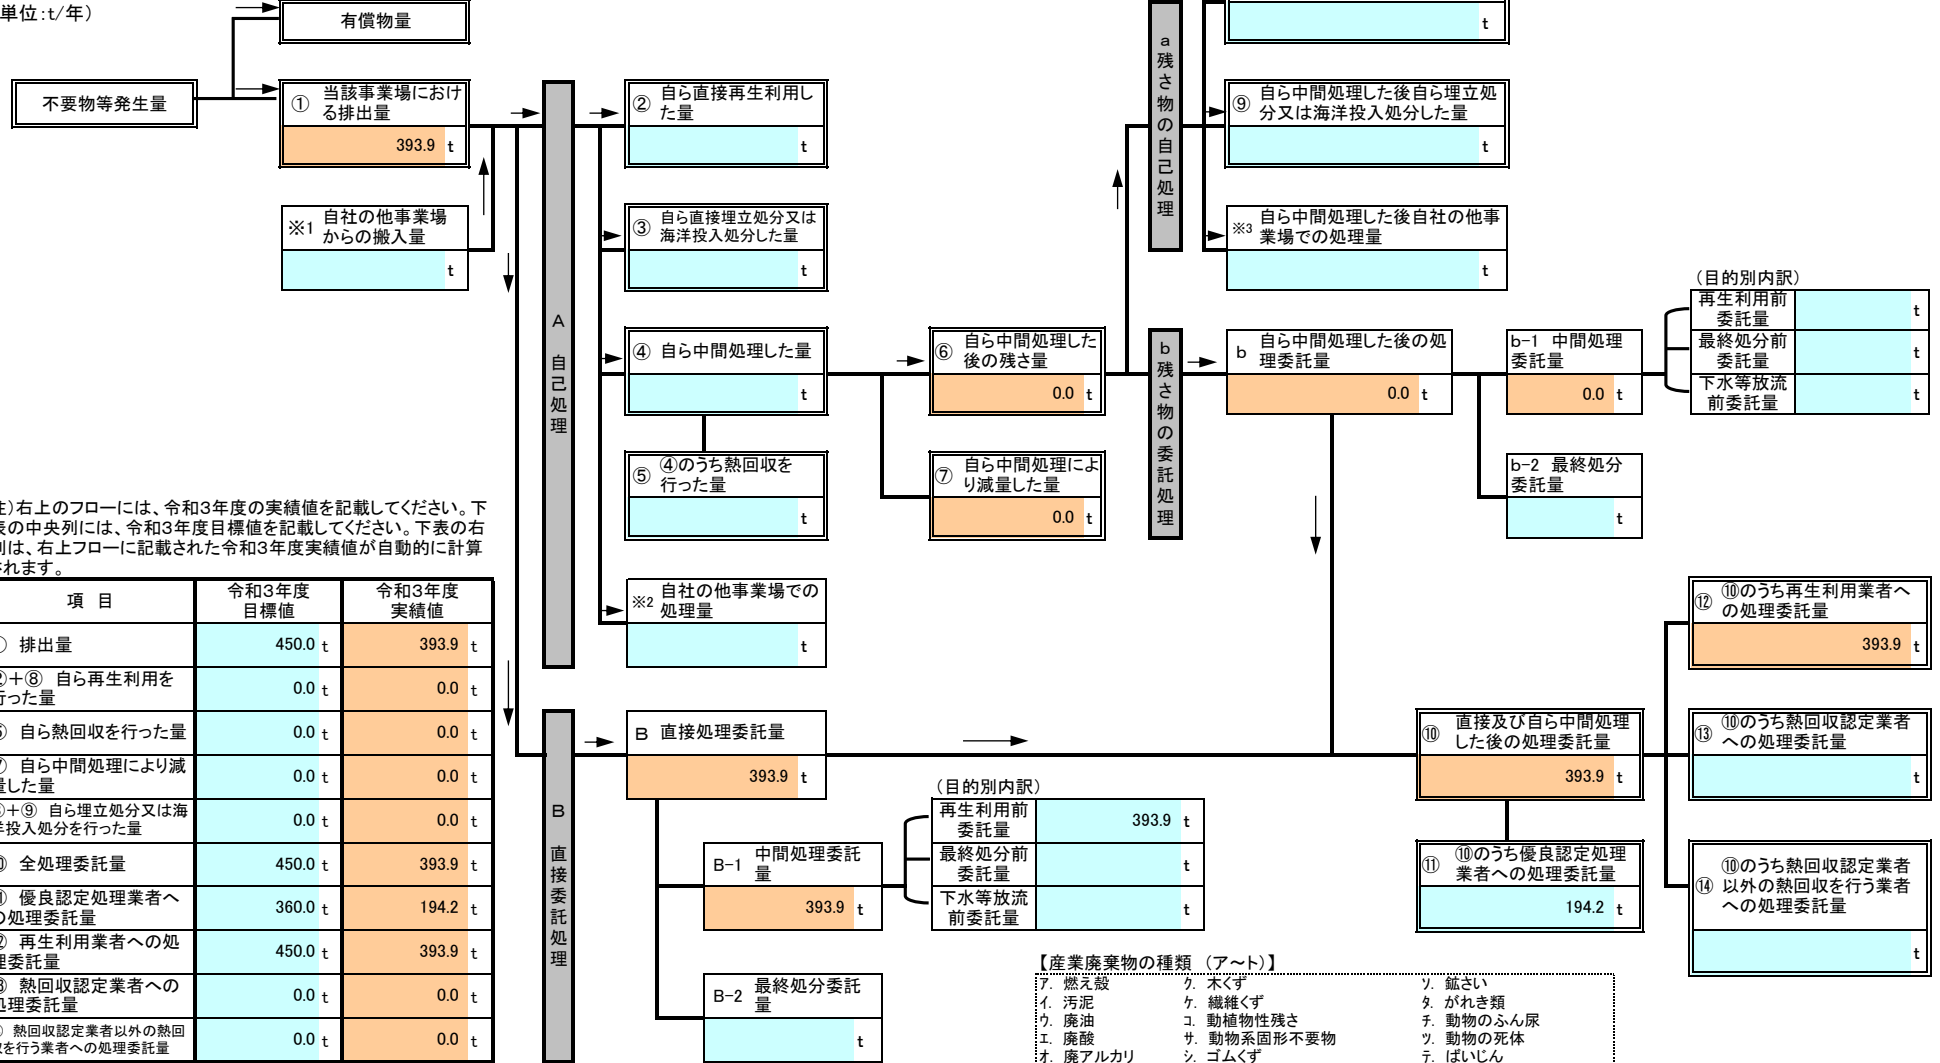 単位:t/年)
有償物量
不要物等発生量
① 当該事業場におけ
る排出量
393.9 t
※1 自社の他事業場
からの搬入量
t
A 自己処理
② 自ら直接再生利用し
た量
t
③ 自ら直接埋立処分又は
海洋投入処分した量
t
④ 自ら中間処理した量
t
⑤ ④のうち熱回収を
行った量
t
※2 自社の他事業場での
処理量
t
⑥ 自ら中間処理した
後の残さ量
0.0 t
⑦ 自ら中間処理によ
り減量した量
0.0 t
a 残さ物の自己処理
t
⑨ 自ら中間処理した後自ら埋立処
分又は海洋投入処分した量
t
※3 自ら中間処理した後自社の他事
業場での処理量
t
b 残さ物の委託処理
b 自ら中間処理した後の処
理委託量
0.0 t
b-1 中間処理
委託量
0.0 t
b-2 最終処分
委託量
t
(目的別内訳)
再生利用前
委託量
t
最終処分前
委託量
t
下水等放流
前委託量
t
注)右上のフローには、令和3年度の実績値を記載してください。下
表の中央列には、令和3年度目標値を記載してください。下表の右
列は、右上フローに記載された令和3年度実績値が自動的に計算
されます。
項 目
令和3年度
目標値
令和3年度
実績値
① 排出量 450.0 t 393.9 t
②+⑧ 自ら再生利用を
行った量 0.0 t 0.0 t
⑤ 自ら熱回収を行った量 0.0 t 0.0 t
⑦ 自ら中間処理により減
量した量 0.0 t 0.0 t
③+⑨ 自ら埋立処分又は海
洋投入処分を行った量 0.0 t 0.0 t
⑩ 全処理委託量 450.0 t 393.9 t
⑪ 優良認定処理業者へ
の処理委託量 360.0 t 194.2 t
⑫ 再生利用業者への処
理委託量 450.0 t 393.9 t
⑬ 熱回収認定業者への
処理委託量 0.0 t 0.0 t
⑭ 熱回収認定業者以外の熱回
収を行う業者への処理委託量 0.0 t 0.0 t
B 直接委託処理
B 直接処理委託量
393.9 t
B-1 中間処理委託
量
393.9 t
B-2 最終処分委託
量
t
(目的別内訳)
再生利用前
委託量
393.9 t
最終処分前
委託量
t
下水等放流
前委託量
t
⑩ 直接及び自ら中間処理
した後の処理委託量
393.9 t
⑪ ⑩のうち優良認定処理
業者への処理委託量
194.2 t
⑫ ⑩のうち再生利用業者へ
の処理委託量
393.9 t
⑬ ⑩のうち熱回収認定業者
への処理委託量
t
⑭ ⑩のうち熱回収認定業者
以外の熱回収を行う業者
への処理委託量
t
【産業廃棄物の種類 (ア~ト)】
ア. 燃え殻 ク. 木くず ソ. 鉱さい
イ. 汚泥 ケ. 繊維くず タ. がれき類
ウ. 廃油 コ. 動植物性残さ チ. 動物のふん尿
エ. 廃酸 サ. 動物系固形不要物 ツ. 動物の死体
オ. 廃アルカリ シ. ゴムくず テ. ばいじん